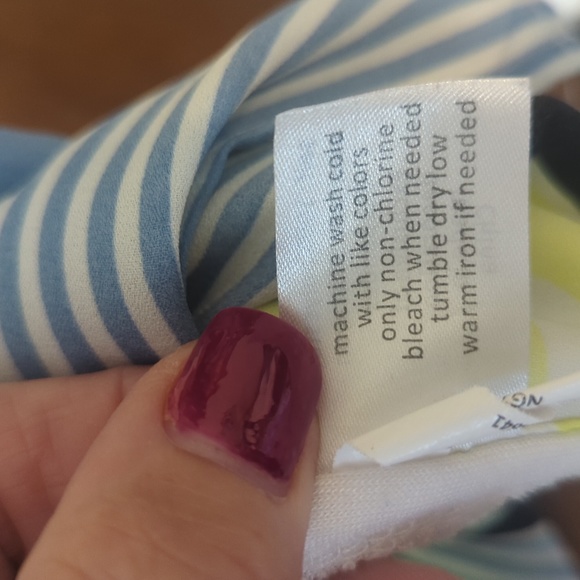 machine wash cold
with like colors
only non-chlorine
bleach when needed
tumble dry low
warm iron if needed